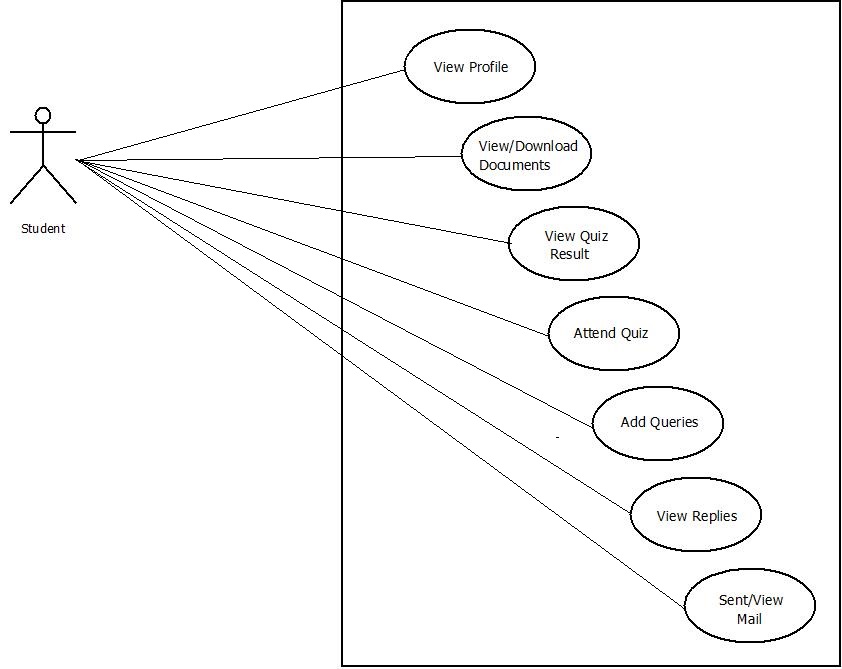 View Profile
View/Download
Documents
View Quiz
Result
Student
Attend Quiz
Add Queries
View Replies
Sent/View
Mail